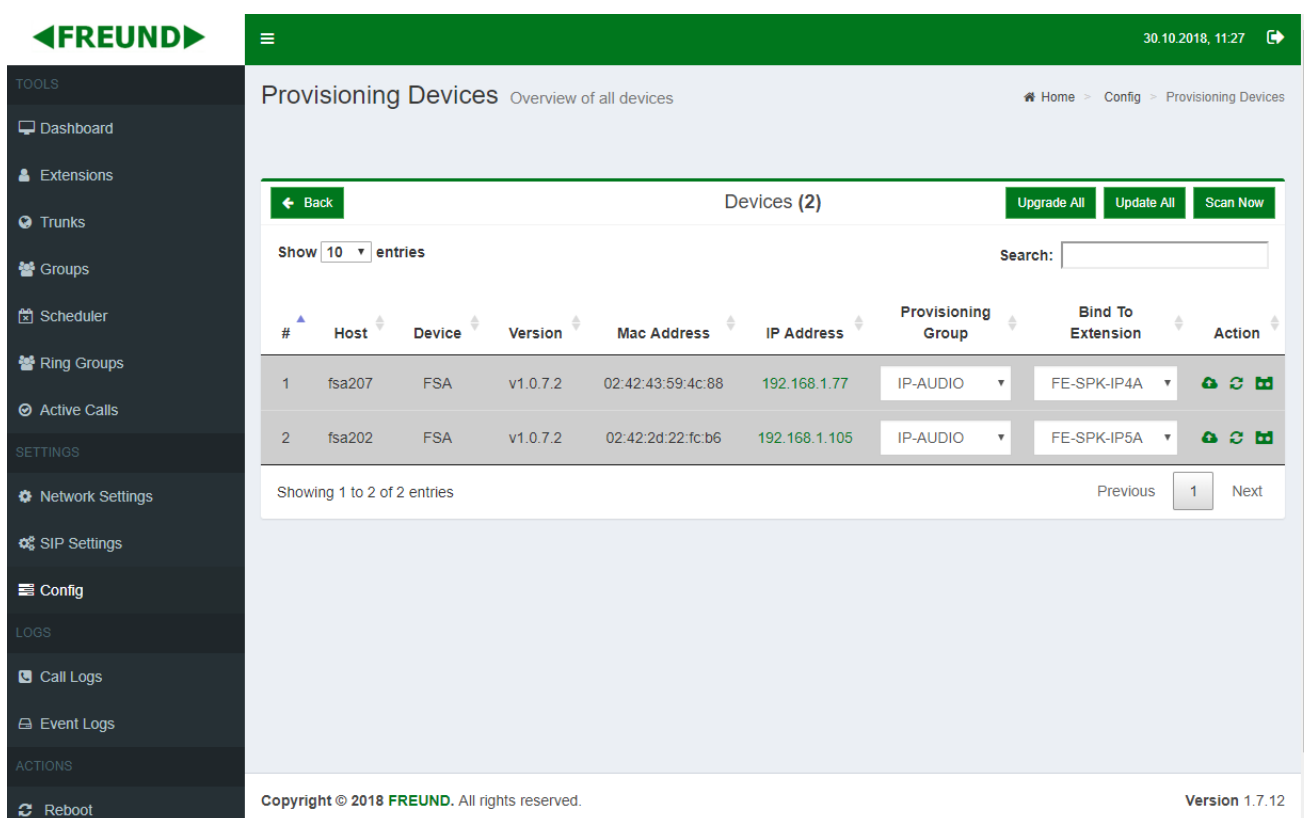 FREUND
30.10.2018, 11:27
TOOLS
Dashboard
Extensions
Trunks
Groups
Scheduler
Ring Groups
Active Calls
SETTINGS
Network Settings
SIP Settings
Config
LOGS
Call Logs
Event Logs
ACTIONS
Reboot
Provisioning Devices Overview of all devices
Home > Config > Provisioning Devices
Back Devices (2) Upgrade All Update All Scan Now
Show 10 entries Search:
# Host Device Version Mac Address IP Address Provisioning Group Bind To Extension Action
1 fsa207 FSA v1.0.7.2 02:42:43:59:4c:88 192.168.1.77 IP-AUDIO FE-SPK-IP4A
2 fsa202 FSA v1.0.7.2 02:42:2d:22:fc:b6 192.168.1.105 IP-AUDIO FE-SPK-IP5A
Showing 1 to 2 of 2 entries Previous 1 Next
Copyright © 2018 FREUND. All rights reserved. Version 1.7.12